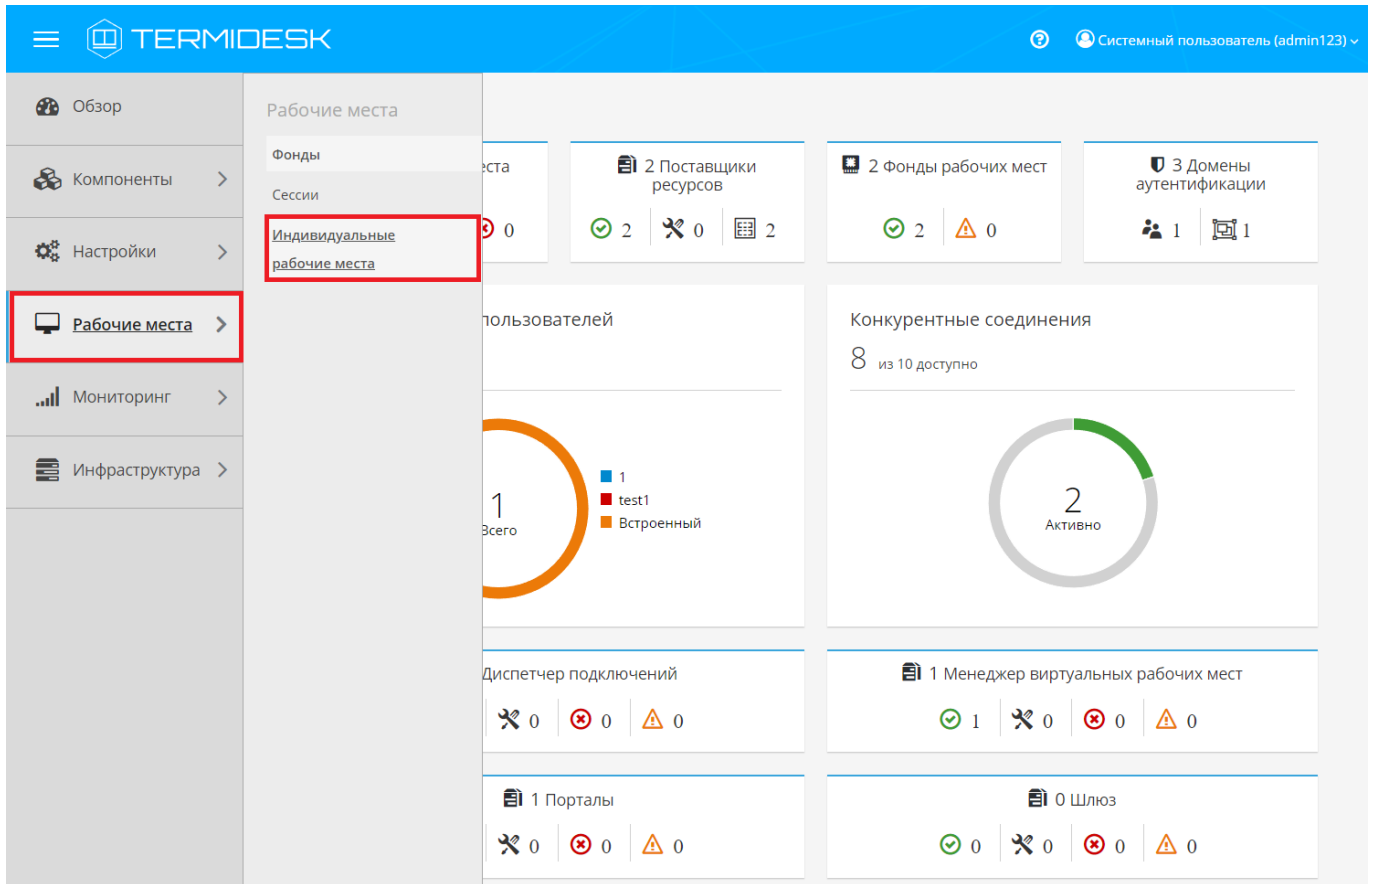 TERMIDESK
Системный пользователь (admin123)
Обзор
Компоненты
Настройки
Рабочие места
Мониторинг
Инфраструктура
Рабочие места
Фонды
Сессии
Индивидуальные
рабочие места
еста
0
2 Поставщики
ресурсов
2 0 2
2 Фонды рабочих мест
2 0
3 Домены
аутентификации
1 1
пользователей
1
Всего
1
test1
Встроенный
Конкурентные соединения
8 из 10 доступно
2
Активно
Диспетчер подключений
0 0 0
1 Менеджер виртуальных рабочих мест
1 0 0 0
1 Порталы
0 0 0
0 Шлюз
0 0 0 0